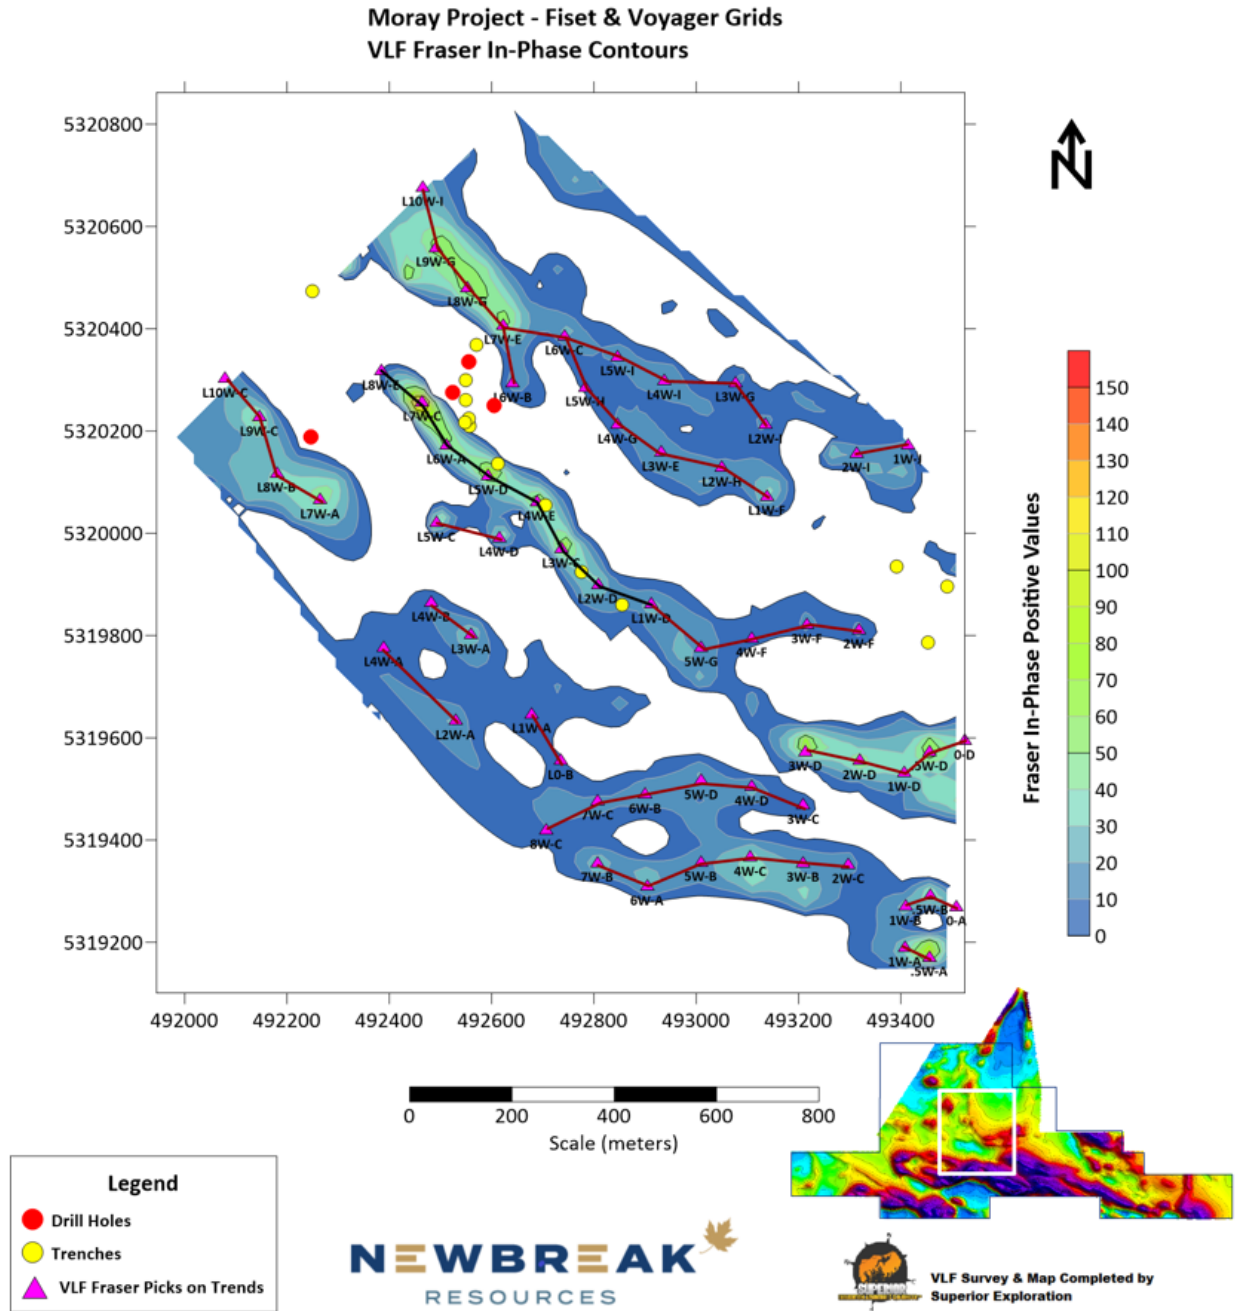 Moray Project - Fiset & Voyager Grids
VLF Fraser In-Phase Contours
5320800
5320600
5320400
5320200
5320000
5319800
5319600
5319400
5319200
492000 492200 492400 492600 492800 493000 493200 493400
N
L10W-I
L9W-G
L8W-G
L7W-E
L6W-C
L5W-I
L4W-I
L3W-G
L2W-I
L6W-B
L5W-H
L4W-G
L3W-E
L2W-H
L1W-F
2W-I
1W-I
L10W-C
L9W-C
L8W-B
L7W-A
L8W-E
L7W-C
L6W-A
L5W-D
L4W-E
L3W-C
L2W-D
L1W-D
L5W-C
L4W-D
5W-G
4W-F
3W-F
2W-F
L4W-B
L3W-A
L4W-A
L2W-A
L1W-A
L0-B
3W-D
2W-D
1W-D
.5W-D
0-D
8W-C
7W-C
6W-B
5W-D
4W-D
3W-C
7W-B
6W-A
5W-B
4W-C
3W-B
2W-C
1W-B
.5W-B
0-A
1W-A
.5W-A
Fraser In-Phase Positive Values
150
140
130
120
110
100
90
80
70
60
50
40
30
20
10
0
0 200 400 600 800
Scale (meters)
Legend
Drill Holes
Trenches
VLF Fraser Picks on Trends
NEWBREAK
RESOURCES
SUPERIOR
VLF Survey & Map Completed by
Superior Exploration